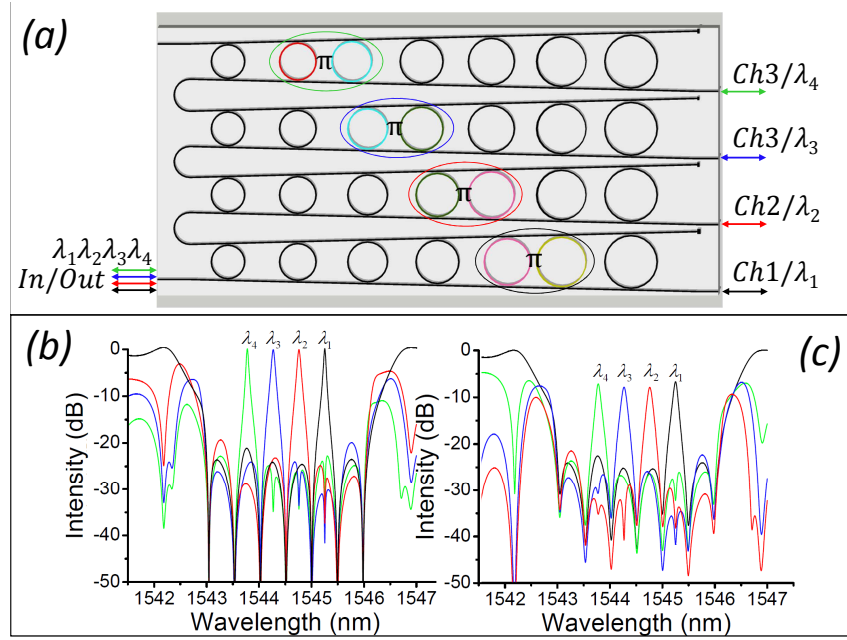 (a)
π
Ch3/λ4
π
Ch3/λ3
π
Ch2/λ2
λ1λ2λ3λ4
In/Out
π
Ch1/λ1
(b)
λ4 λ3 λ2 λ1
0
-10
-20
-30
-40
-50
Intensity (dB)
1542 1543 1544 1545 1546 1547
Wavelength (nm)
(c)
λ4 λ3 λ2 λ1
0
-10
-20
-30
-40
-50
Intensity (dB)
1542 1543 1544 1545 1546 1547
Wavelength (nm)